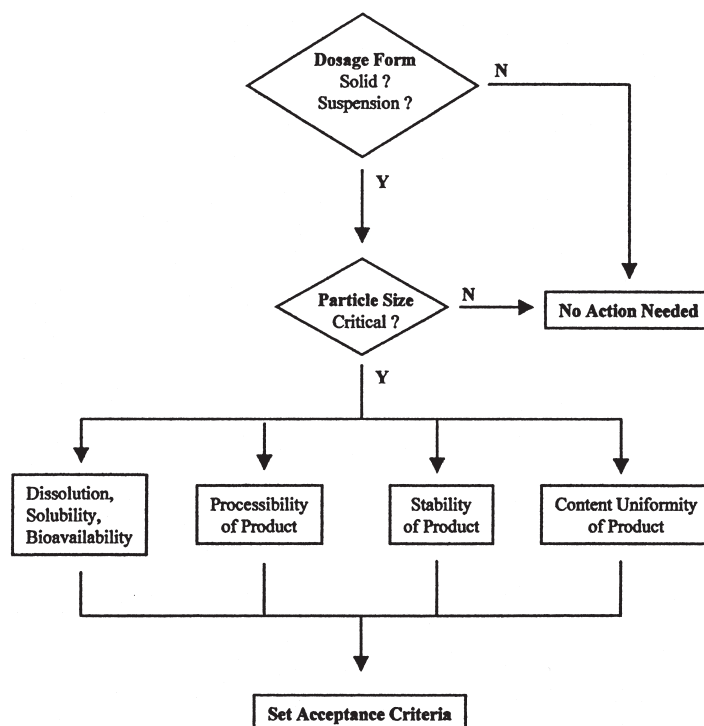 Dosage Form
Solid ?
Suspension ?
N
Y
Particle Size
Critical ?
N
No Action Needed
Y
Dissolution,
Solubility,
Bioavailability
Processibility
of Product
Stability
of Product
Content Uniformity
of Product
Set Acceptance Criteria